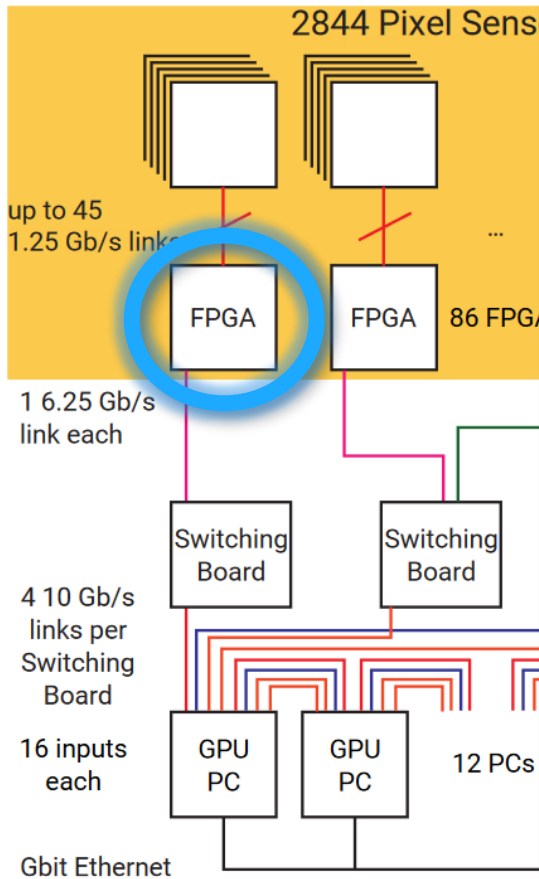 2844 Pixel Sens
up to 45
1.25 Gb/s links
...
FPGA
FPGA
86 FPGA
1 6.25 Gb/s
link each
Switching
Board
Switching
Board
4 10 Gb/s
links per
Switching
Board
16 inputs
each
GPU
PC
GPU
PC
12 PCs
Gbit Ethernet